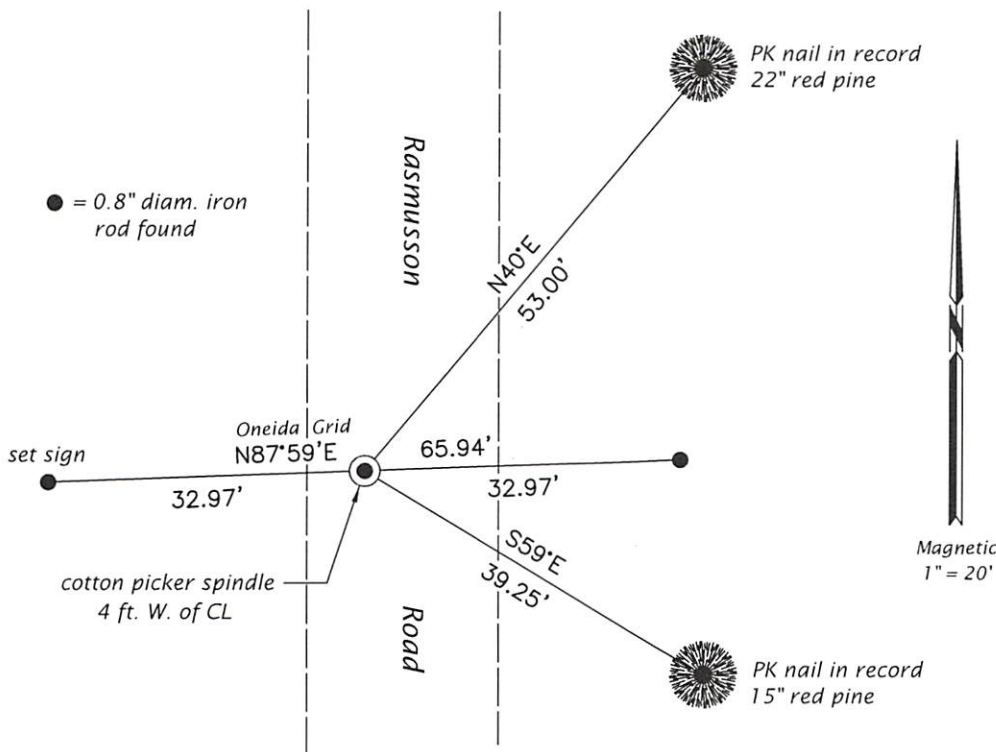 PK nail in record
22" red pine
Rasmusson
● = 0.8" diam. iron
rod found
N40°E
53.00'
N
Oneida Grid
N87°59'E
65.94'
set sign
32.97'
32.97'
Magnetic
1" = 20'
S59°E
39.25'
cotton picker spindle
4 ft. W. of CL
Road
PK nail in record
15" red pine